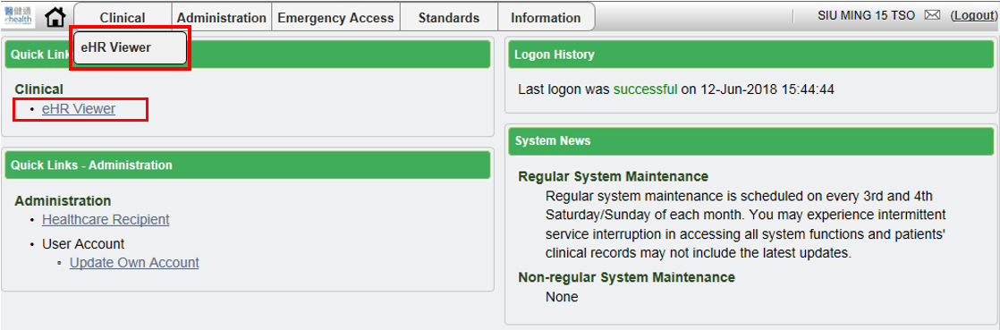 醫健通
ehealth
Clinical
Administration
Emergency Access
Standards
Information
SIU MING 15 TSO
(Logout)
eHR Viewer
Quick Link
Clinical
• eHR Viewer
Quick Links - Administration
Administration
• Healthcare Recipient
• User Account
▫ Update Own Account
Logon History
Last logon was successful on 12-Jun-2018 15:44:44
System News
Regular System Maintenance
Regular system maintenance is scheduled on every 3rd and 4th
Saturday/Sunday of each month. You may experience intermittent
service interruption in accessing all system functions and patients'
clinical records may not include the latest updates.
Non-regular System Maintenance
None